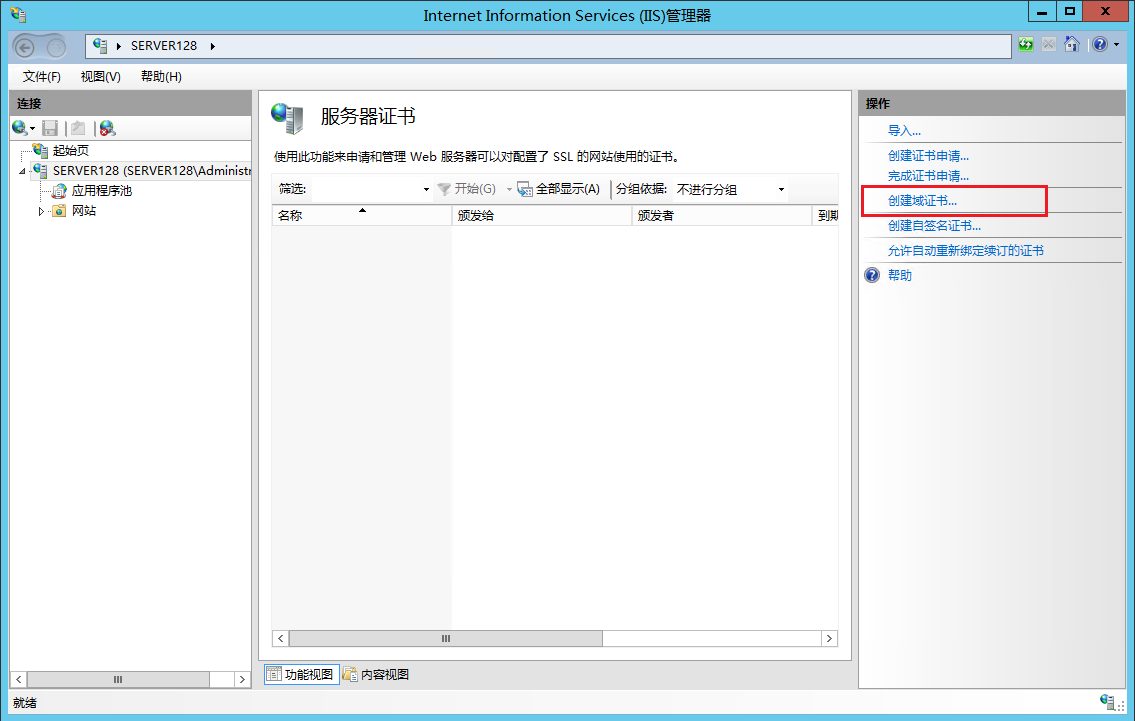 Internet Information Services (IIS)管理器
SERVER128
文件(F) 视图(V) 帮助(H)
连接
起始页
SERVER128 (SERVER128\Administr
应用程序池
网站
服务器证书
使用此功能来申请和管理 Web 服务器可以对配置了 SSL 的网站使用的证书。
筛选: 开始(G) 全部显示(A) 分组依据: 不进行分组
名称 颁发给 颁发者 到期
功能视图 内容视图
操作
导入...
创建证书申请...
完成证书申请...
创建域证书...
创建自签名证书...
允许自动重新绑定续订的证书
帮助
就绪